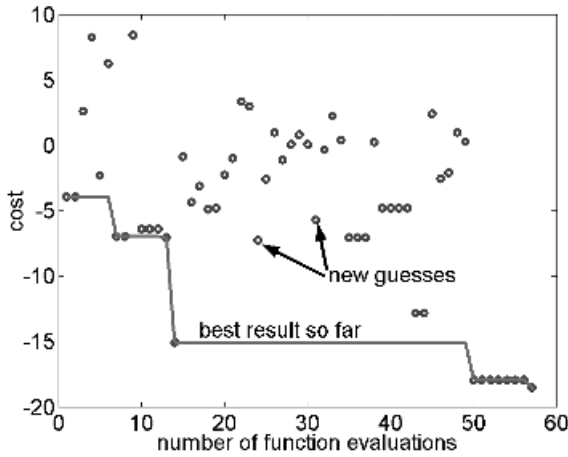 10
5
0
-5
-10
-15
-20
cost
new guesses
best result so far
0 10 20 30 40 50 60
number of function evaluations